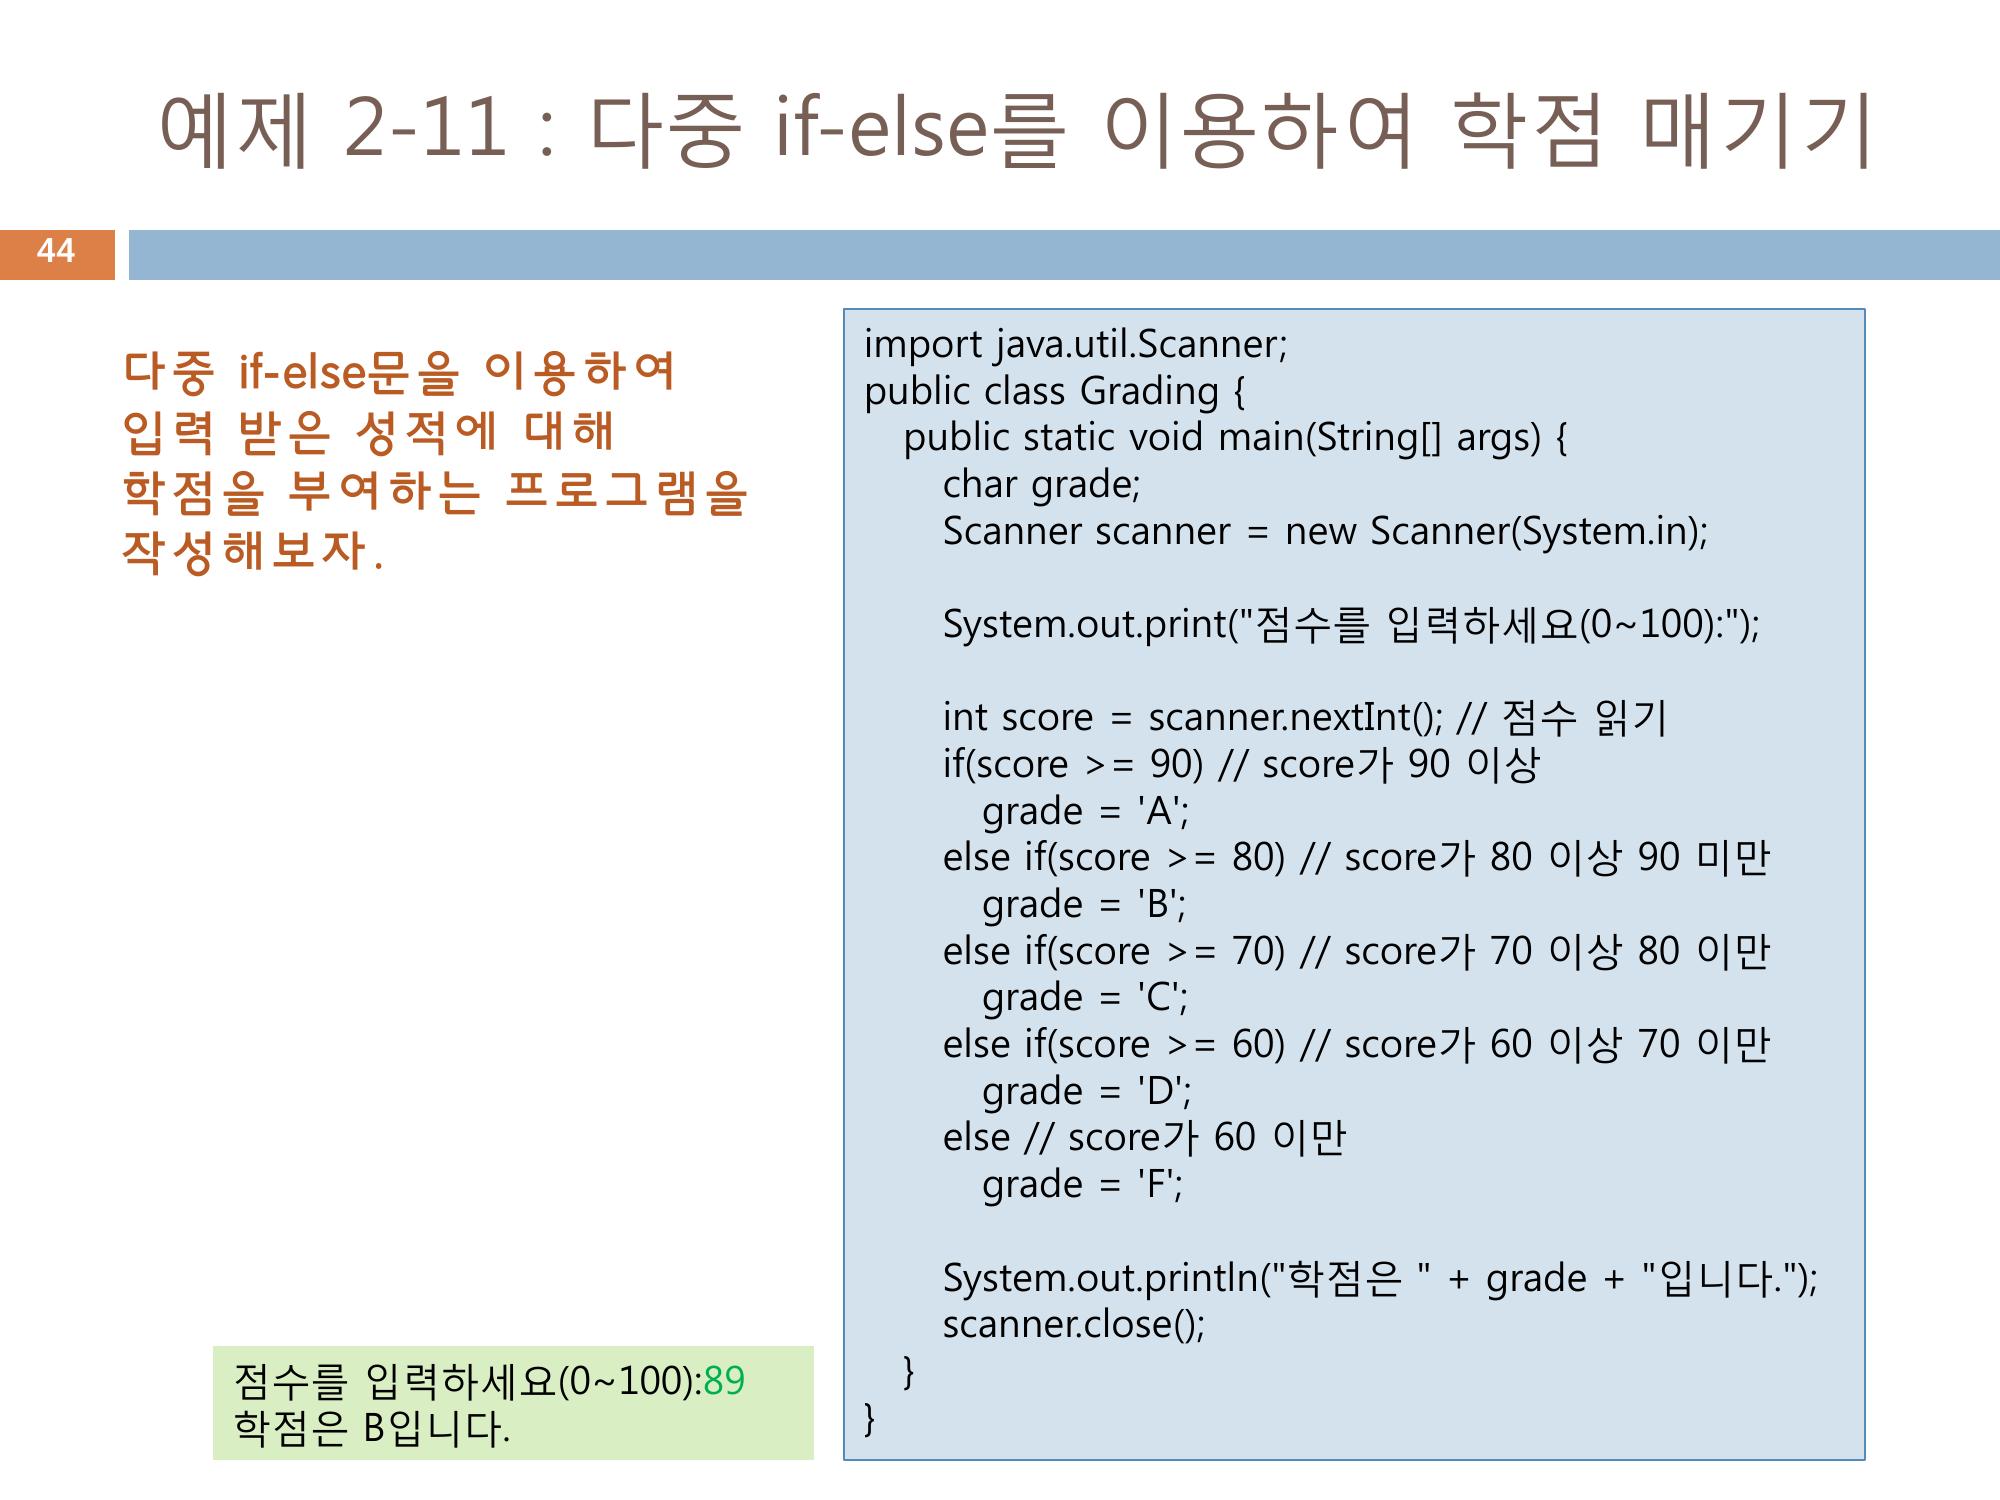 예제 2-11 : 다중 if-else를 이용하여 학점 매기기
44
다중 if-else문을 이용하여
입력 받은 성적에 대해
학점을 부여하는 프로그램을
작성해보자.
import java.util.Scanner;
public class Grading {
public static void main(String[] args) {
char grade;
Scanner scanner = new Scanner(System.in);
System.out.print("점수를 입력하세요(0~100):");
int score = scanner.nextInt(); // 점수 읽기
if(score >= 90) // score가 90 이상
grade = 'A';
else if(score >= 80) // score가 80 이상 90 미만
grade = 'B';
else if(score >= 70) // score가 70 이상 80 이만
grade = 'C';
else if(score >= 60) // score가 60 이상 70 이만
grade = 'D';
else // score가 60 이만
grade = 'F';
System.out.println("학점은 " + grade + "입니다.");
scanner.close();
}
}
점수를 입력하세요(0~100):89
학점은 B입니다.